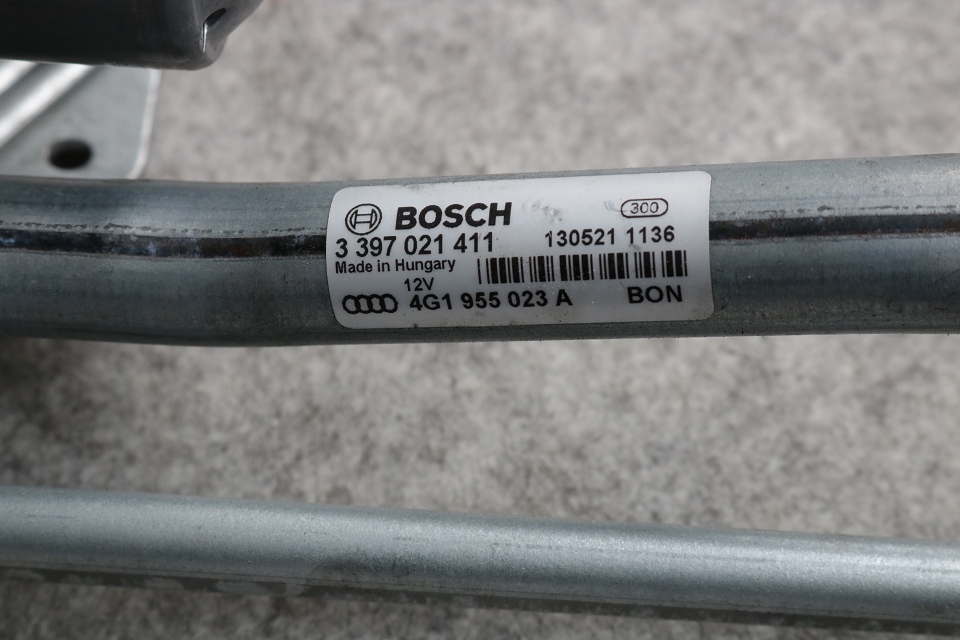 BOSCH 300
3 397 021 411 130521 1136
Made in Hungary
12V
4G1 955 023 A BON